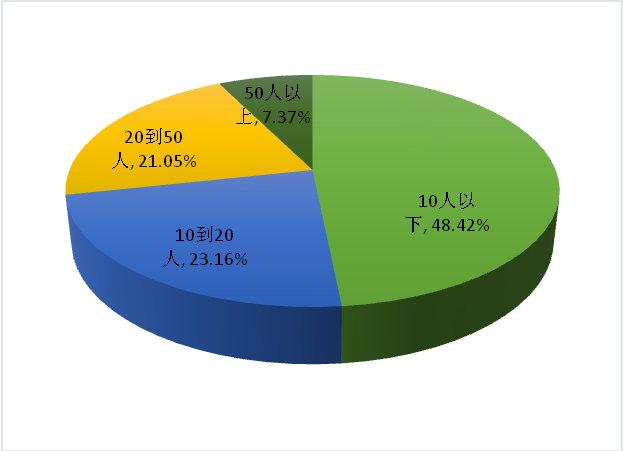 50人以
上, 7.37%
20到50
人, 21.05%
10人以
下, 48.42%
10到20
人, 23.16%